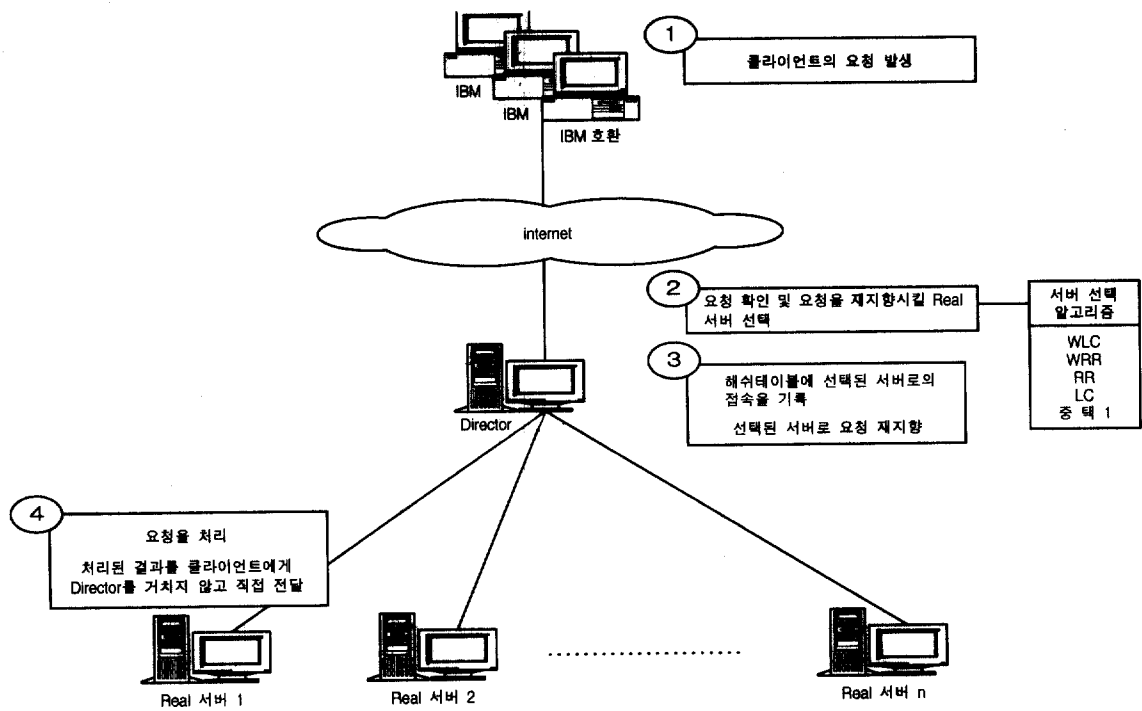 1
클라이언트의 요청 발생
IBM
IBM
IBM 호환
internet
2
요청 확인 및 요청을 재지향시킬 Real
서버 선택
서버 선택
알고리즘
WLC
WRR
RR
LC
중 택 1
3
해쉬테이블에 선택된 서버로의
접속을 기록
선택된 서버로 요청 재지향
Director
4
요청을 처리
처리된 결과를 클라이언트에게
Director를 거치지 않고 직접 전달
Real 서버 1
Real 서버 2
Real 서버 n